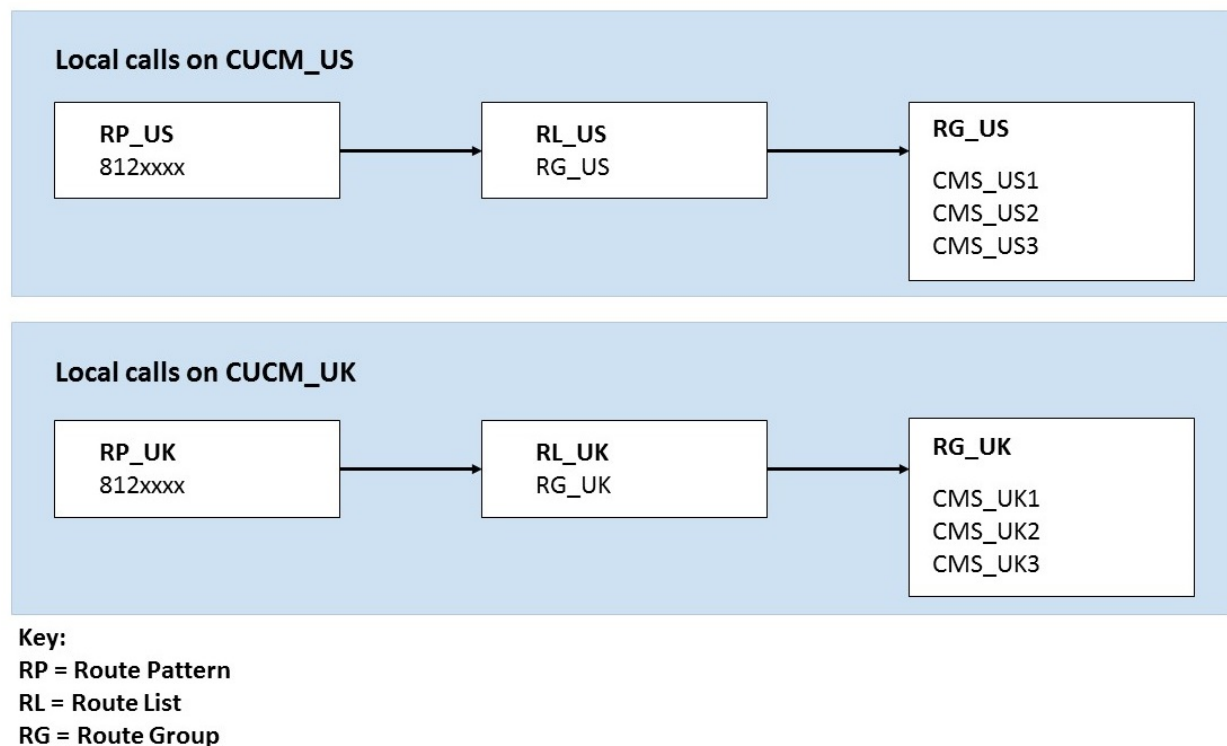 Local calls on CUCM_US
RP_US
812xxxx
RL_US
RG_US
RG_US
CMS_US1
CMS_US2
CMS_US3
Local calls on CUCM_UK
RP_UK
812xxxx
RL_UK
RG_UK
RG_UK
CMS_UK1
CMS_UK2
CMS_UK3
Key:
RP = Route Pattern
RL = Route List
RG = Route Group